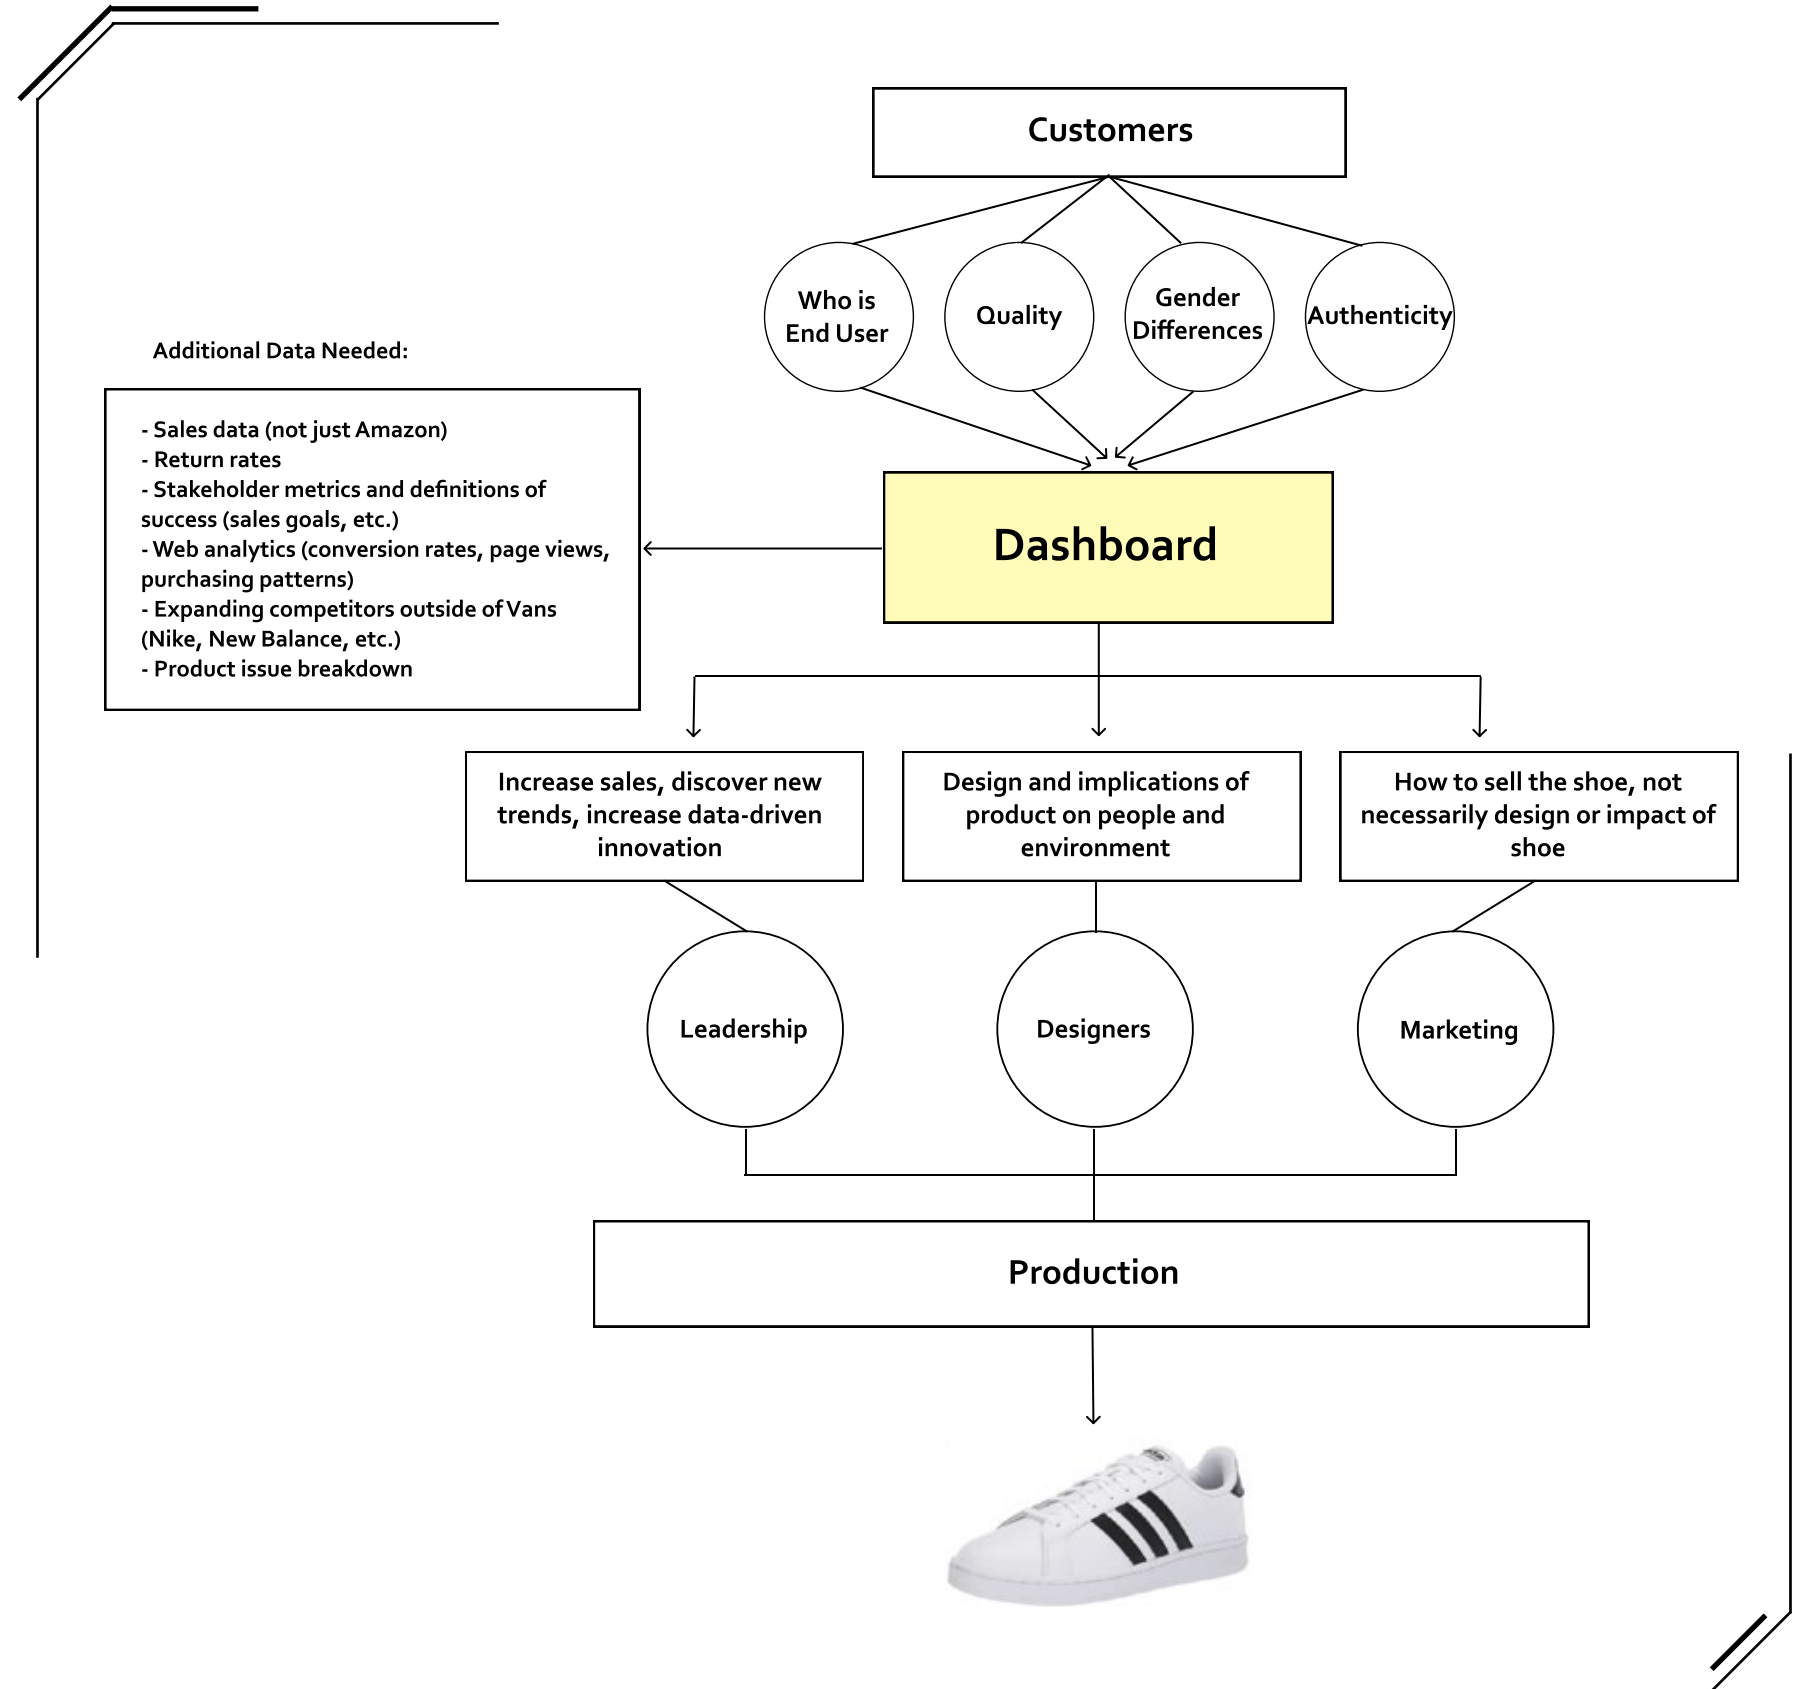 Customers
Who is
End User
Quality
Gender
Differences
Authenticity
Additional Data Needed:
- Sales data (not just Amazon)
- Return rates
- Stakeholder metrics and definitions of
success (sales goals, etc.)
- Web analytics (conversion rates, page views,
purchasing patterns)
- Expanding competitors outside of Vans
(Nike, New Balance, etc.)
- Product issue breakdown
Dashboard
Increase sales, discover new
trends, increase data-driven
innovation
Design and implications of
product on people and
environment
How to sell the shoe, not
necessarily design or impact of
shoe
Leadership
Designers
Marketing
Production